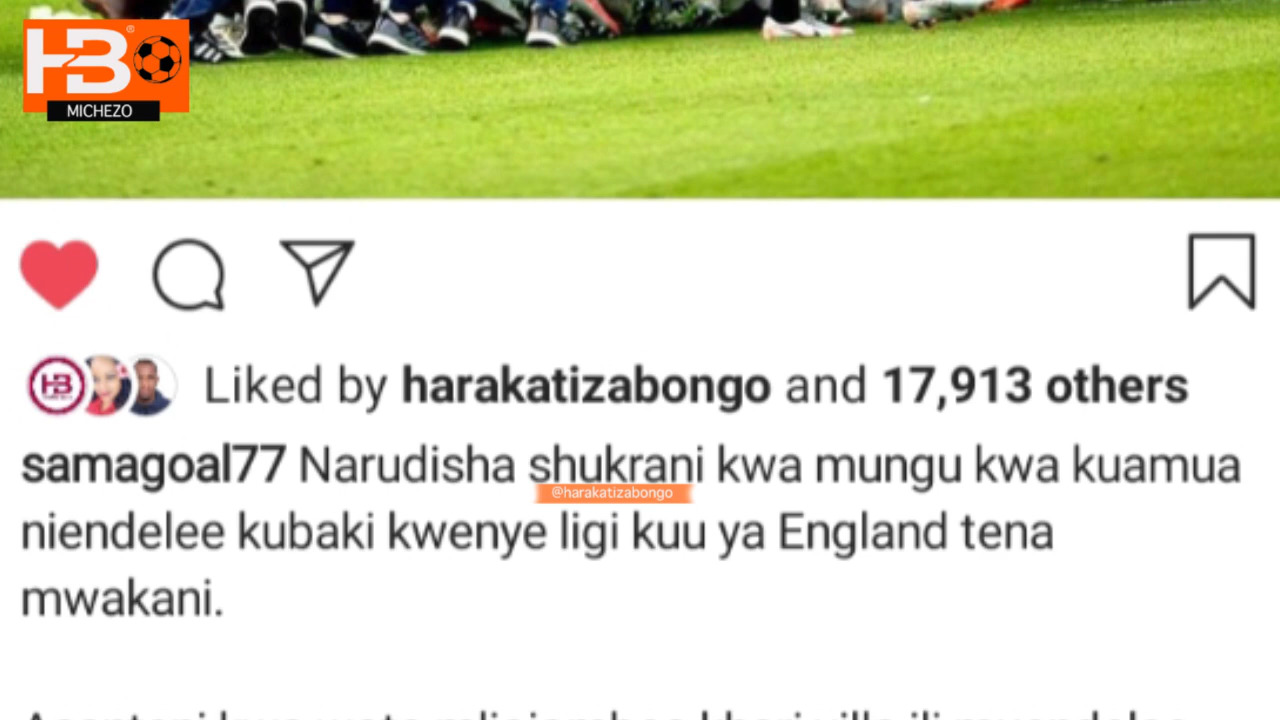 HB®
MICHEZO
Liked by harakatizabongo and 17,913 others
samagoal77 Narudisha shukrani kwa mungu kwa kuamua
@harakatizabongo
niendelee kubaki kwenye ligi kuu ya England tena
mwakani.